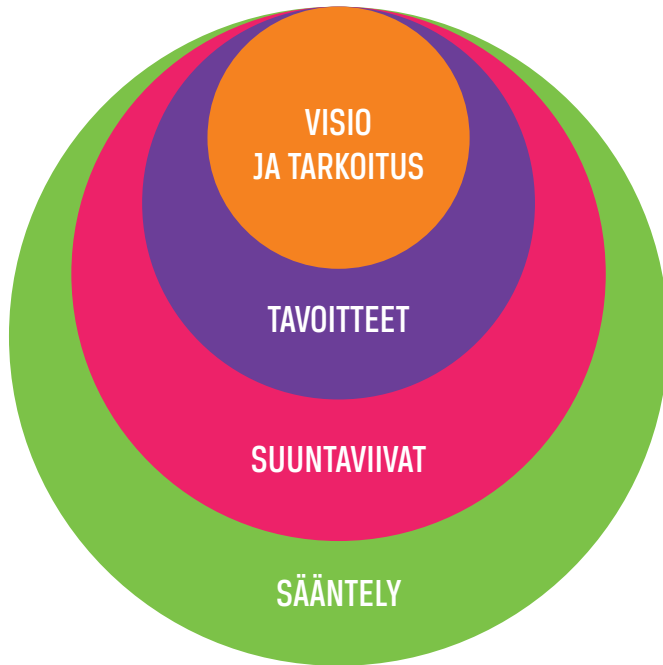 VISIO
JA TARKOITUS
TAVOITTEET
SUUNTAVIIVAT
SÄÄNTELY